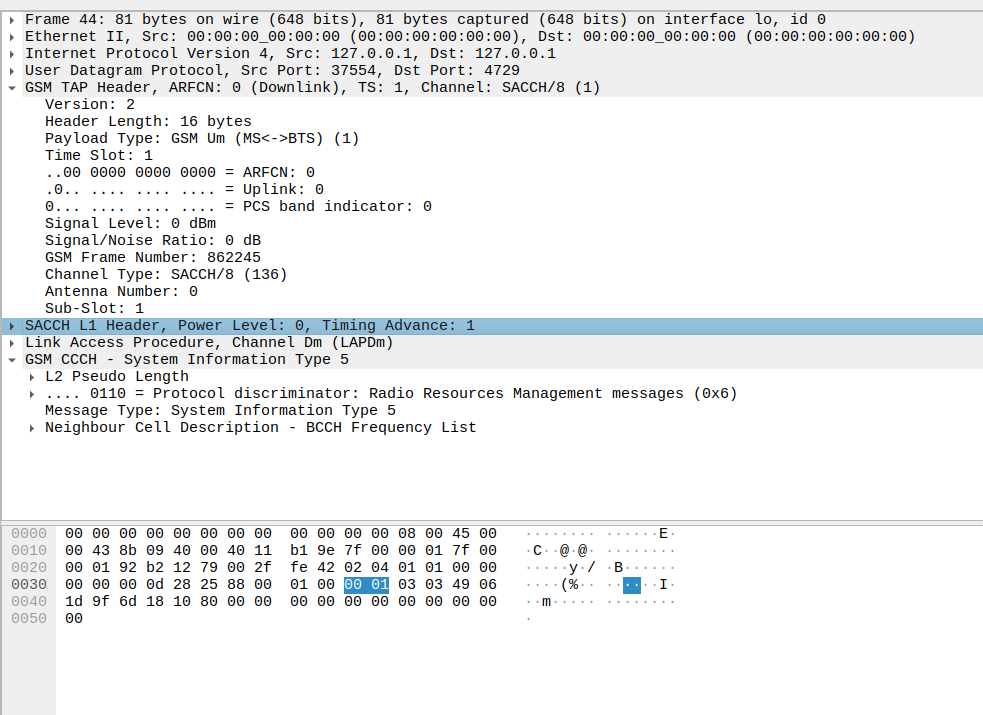 Frame 44: 81 bytes on wire (648 bits), 81 bytes captured (648 bits) on interface lo, id 0
Ethernet II, Src: 00:00:00_00:00:00 (00:00:00:00:00:00), Dst: 00:00:00_00:00:00 (00:00:00:00:00:00)
Internet Protocol Version 4, Src: 127.0.0.1, Dst: 127.0.0.1
User Datagram Protocol, Src Port: 37554, Dst Port: 4729
GSM TAP Header, ARFCN: 0 (Downlink), TS: 1, Channel: SACCH/8 (1)
Version: 2
Header Length: 16 bytes
Payload Type: GSM Um (MS<->BTS) (1)
Time Slot: 1
..00 0000 0000 0000 = ARFCN: 0
.0.. .... .... .... = Uplink: 0
0... .... .... .... = PCS band indicator: 0
Signal Level: 0 dBm
Signal/Noise Ratio: 0 dB
GSM Frame Number: 862245
Channel Type: SACCH/8 (136)
Antenna Number: 0
Sub-Slot: 1
SACCH L1 Header, Power Level: 0, Timing Advance: 1
Link Access Procedure, Channel Dm (LAPDm)
GSM CCCH - System Information Type 5
L2 Pseudo Length
.... 0110 = Protocol discriminator: Radio Resources Management messages (0x6)
Message Type: System Information Type 5
Neighbour Cell Description - BCCH Frequency List
0000 00 00 00 00 00 00 00 00 00 00 00 00 08 00 45 00 ········ ······E·
0010 00 43 8b 09 40 00 40 11 b1 9e 7f 00 00 01 7f 00 ·C··@·@· ········
0020 00 01 92 b2 12 79 00 2f fe 42 02 04 01 01 00 00 ·····y·/ ·B······
0030 00 00 00 0d 28 25 88 00 01 00 00 01 03 03 49 06 ····(%·· ······I·
0040 1d 9f 6d 18 10 80 00 00 00 00 00 00 00 00 00 00 ··m····· ········
0050 00 ·